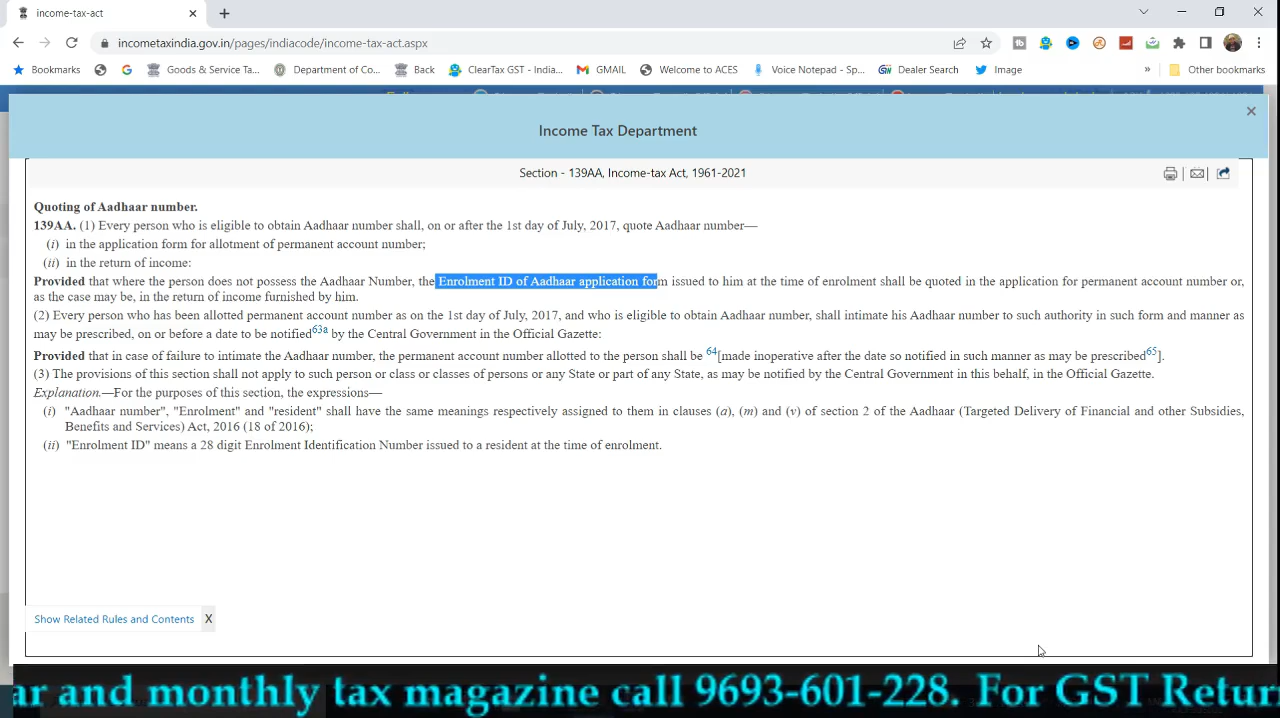 income-tax-act
incometaxindia.gov.in/pages/indiacode/income-tax-act.aspx
Bookmarks
Goods & Service Ta...
Department of Co...
Back
ClearTax GST - India...
GMAIL
Welcome to ACES
Voice Notepad - Sp...
Dealer Search
Image
»
Other bookmarks
Income Tax Department
Section - 139AA, Income-tax Act, 1961-2021
Quoting of Aadhaar number.
139AA. (1) Every person who is eligible to obtain Aadhaar number shall, on or after the 1st day of July, 2017, quote Aadhaar number—
(i) in the application form for allotment of permanent account number;
(ii) in the return of income:
Provided that where the person does not possess the Aadhaar Number, the Enrolment ID of Aadhaar application form issued to him at the time of enrolment shall be quoted in the application for permanent account number or,
as the case may be, in the return of income furnished by him.
(2) Every person who has been allotted permanent account number as on the 1st day of July, 2017, and who is eligible to obtain Aadhaar number, shall intimate his Aadhaar number to such authority in such form and manner as
may be prescribed, on or before a date to be notified63a by the Central Government in the Official Gazette:
Provided that in case of failure to intimate the Aadhaar number, the permanent account number allotted to the person shall be 64[made inoperative after the date so notified in such manner as may be prescribed65].
(3) The provisions of this section shall not apply to such person or class or classes of persons or any State or part of any State, as may be notified by the Central Government in this behalf, in the Official Gazette.
Explanation.—For the purposes of this section, the expressions—
(i) "Aadhaar number", "Enrolment" and "resident" shall have the same meanings respectively assigned to them in clauses (a), (m) and (v) of section 2 of the Aadhaar (Targeted Delivery of Financial and other Subsidies,
Benefits and Services) Act, 2016 (18 of 2016);
(ii) "Enrolment ID" means a 28 digit Enrolment Identification Number issued to a resident at the time of enrolment.
Show Related Rules and Contents X
ar and monthly tax magazine call 9693-601-228. For GST Retur